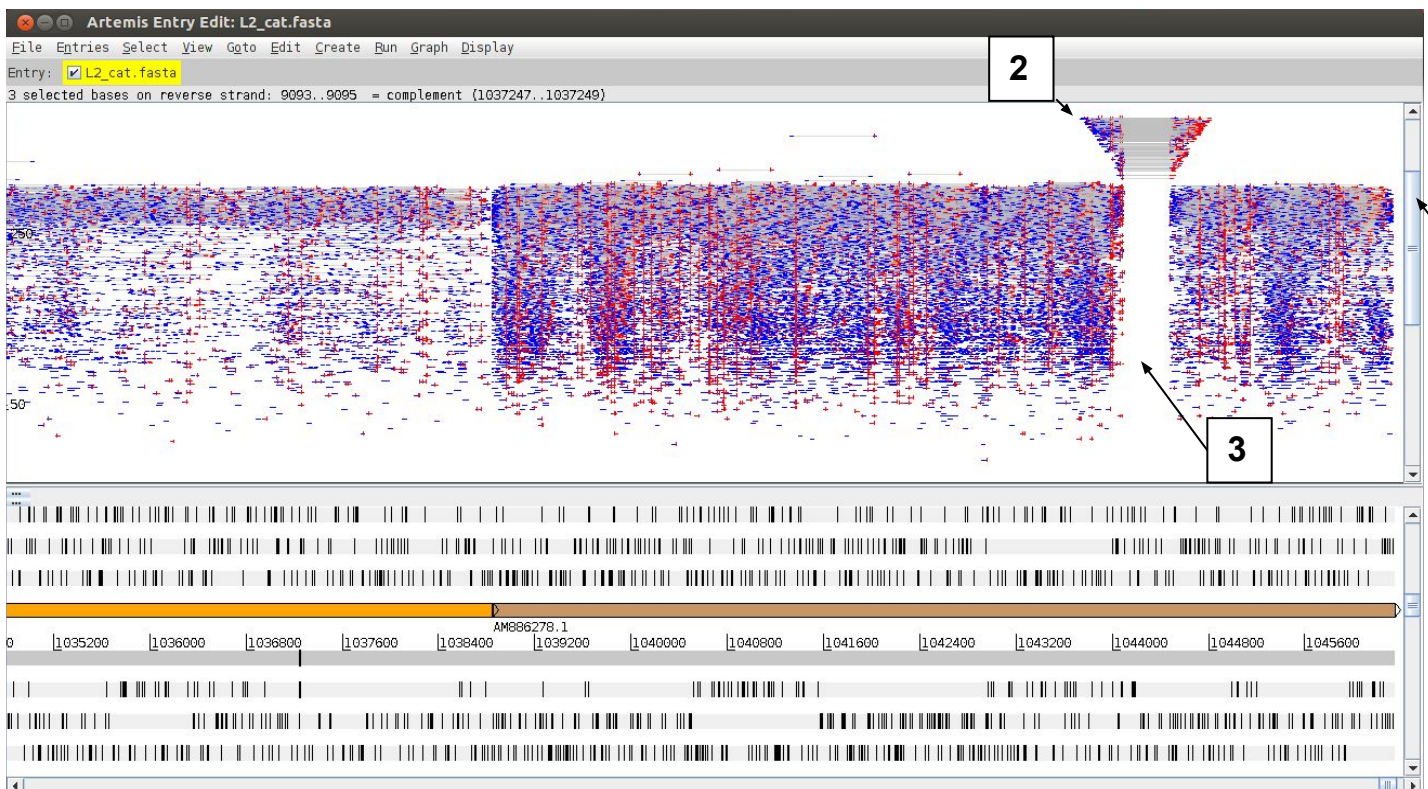 Artemis Entry Edit: L2_cat.fasta
File Entries Select View Goto Edit Create Run Graph Display
Entry: L2_cat.fasta
3 selected bases on reverse strand: 9093..9095 = complement (1037247..1037249)
2
250
150
3
AM886278.1
0 1035200 1036000 1036800 1037600 1038400 1039200 1040000 1040800 1041600 1042400 1043200 1044000 1044800 1045600